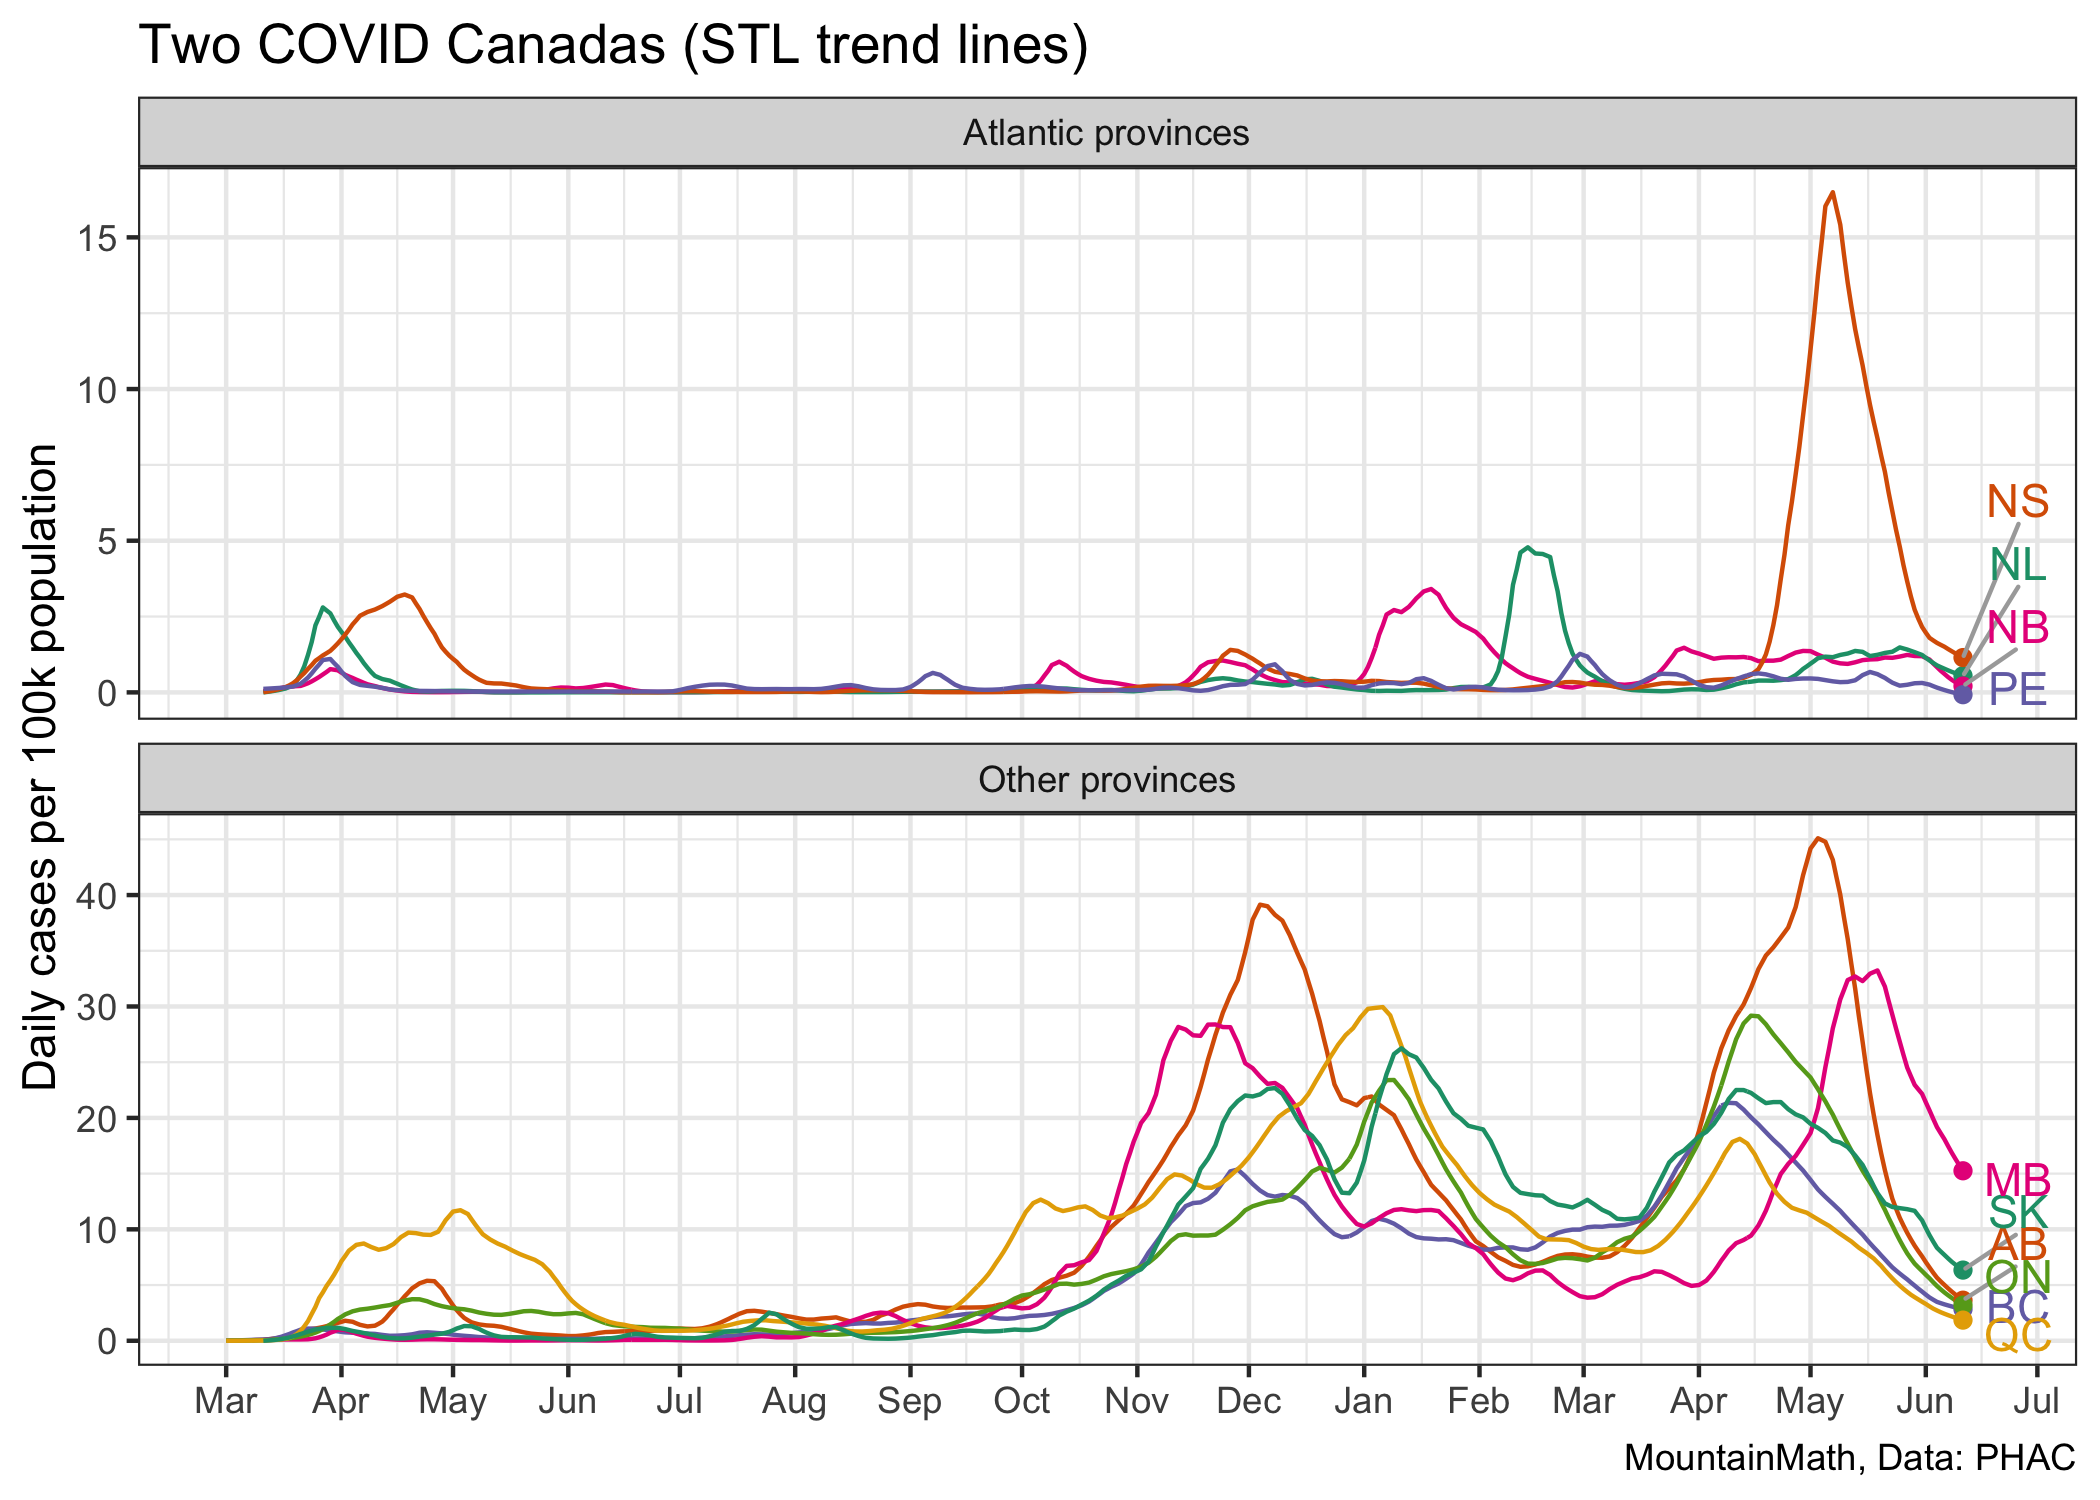 Two COVID Canadas (STL trend lines)
Daily cases per 100k population
Atlantic provinces
15
10
5
0
NS
NL
NB
PE
Other provinces
40
30
20
10
0
MB
SK
AB
ON
BC
QC
Mar Apr May Jun Jul Aug Sep Oct Nov Dec Jan Feb Mar Apr May Jun Jul
MountainMath, Data: PHAC